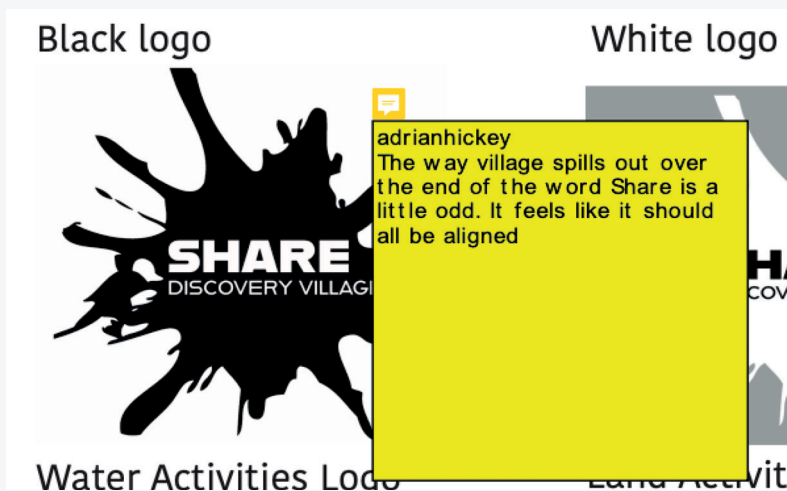 Black logo
White logo
adrianhickey
The way village spills out over
the end of the word Share is a
little odd. It feels like it should
all be aligned
SHARE
DISCOVERY
Water Activities Logo